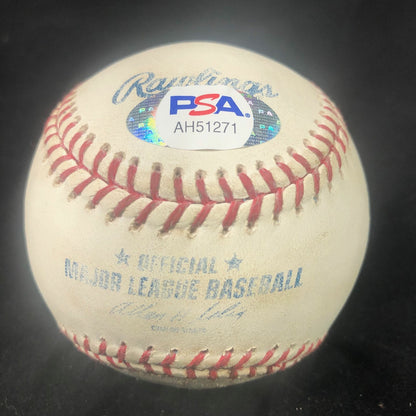 Rawlings
PSA
AH51271
★ OFFICIAL ★
MAJOR LEAGUE BASEBALL